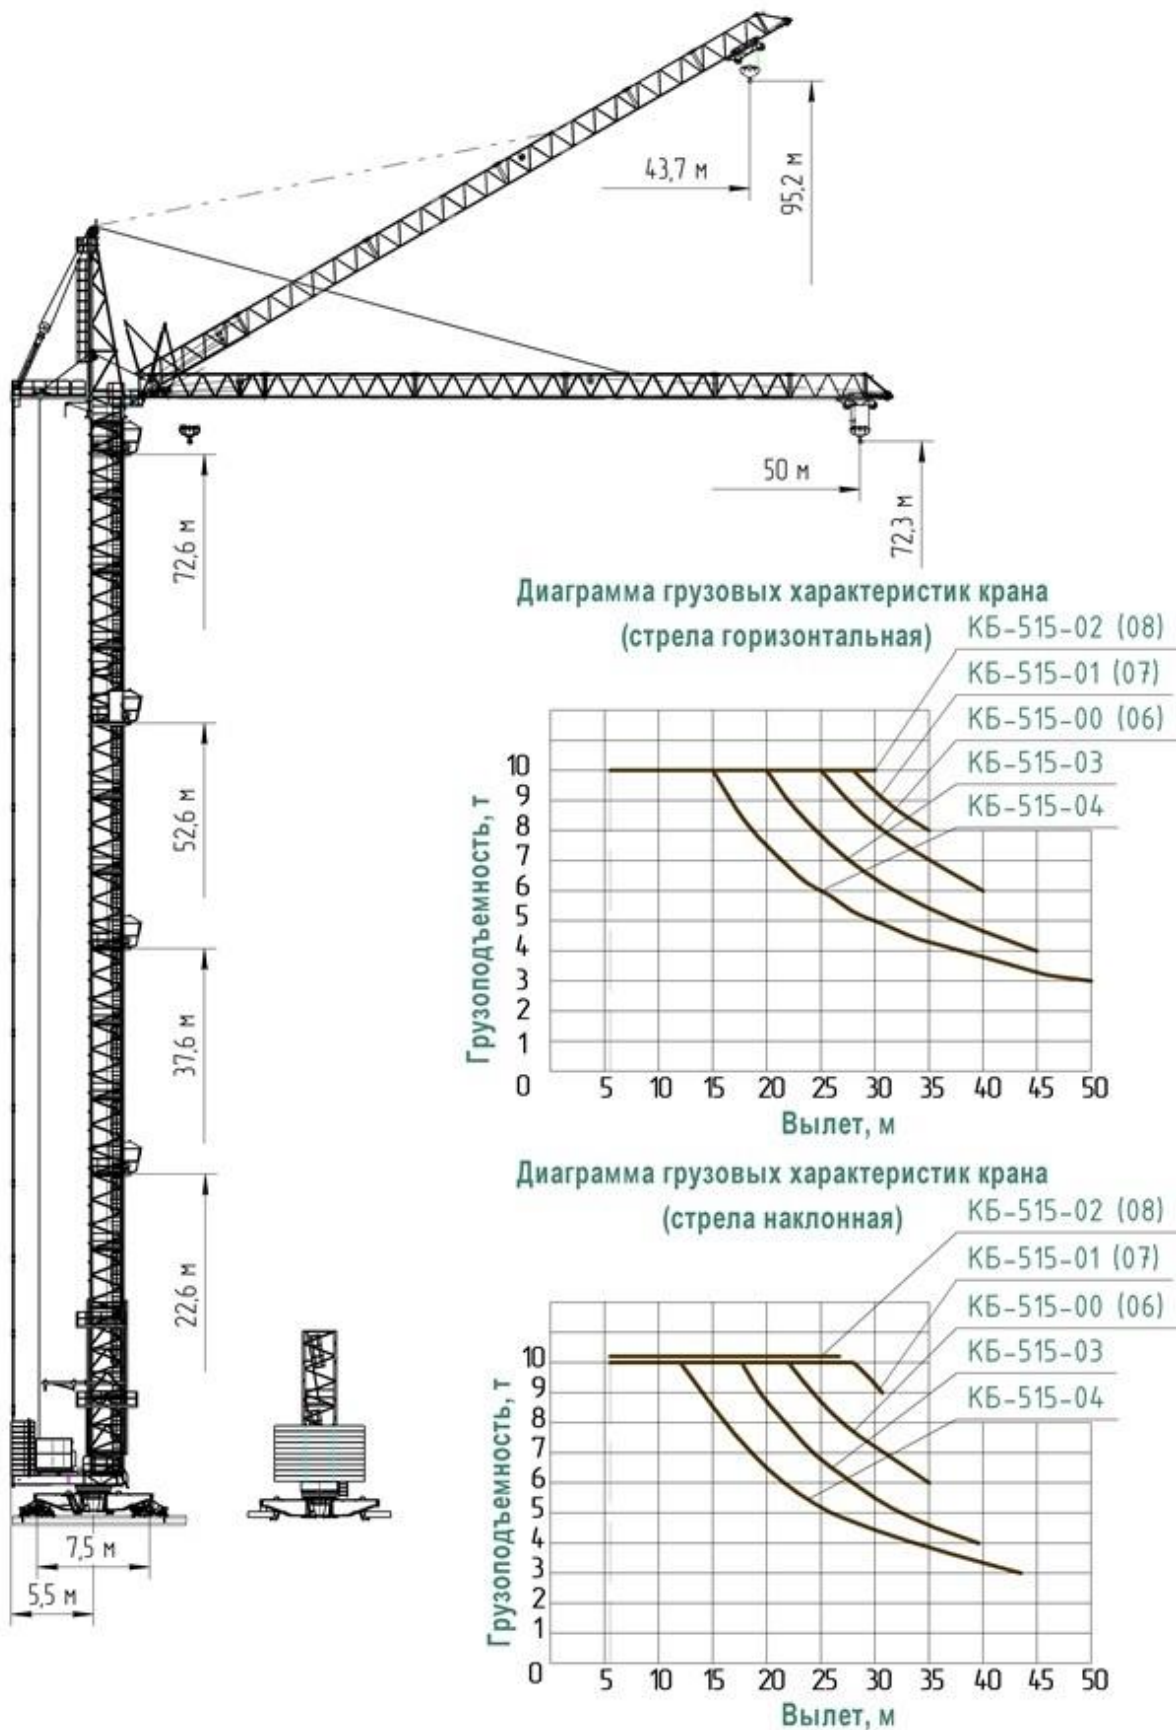 43,7 м
95,2 м
50 м
72,3 м
72,6 м
52,6 м
37,6 м
22,6 м
7,5 м
5,5 м
Диаграмма грузовых характеристик крана
(стрела горизонтальная)
КБ-515-02 (08)
КБ-515-01 (07)
КБ-515-00 (06)
КБ-515-03
КБ-515-04
Грузоподъемность, т
10
9
8
7
6
5
4
3
2
1
0
5 10 15 20 25 30 35 40 45 50
Вылет, м
Диаграмма грузовых характеристик крана
(стрела наклонная)
КБ-515-02 (08)
КБ-515-01 (07)
КБ-515-00 (06)
КБ-515-03
КБ-515-04
Грузоподъемность, т
10
9
8
7
6
5
4
3
2
1
0
5 10 15 20 25 30 35 40 45 50
Вылет, м